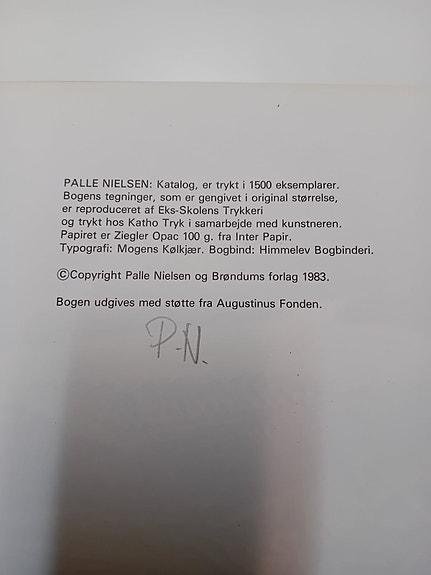 PALLE NIELSEN: Katalog, er trykt i 1500 eksemplarer.
Bogens tegninger, som er gengivet i original størrelse,
er reproduceret af Eks-Skolens Trykkeri
og trykt hos Katho Tryk i samarbejde med kunstneren.
Papiret er Ziegler Opac 100 g. fra Inter Papir.
Typografi: Mogens Kølkjær. Bogbind: Himmelev Bogbinderi.
©Copyright Palle Nielsen og Brøndums forlag 1983.
Bogen udgives med støtte fra Augustinus Fonden.
P.N.